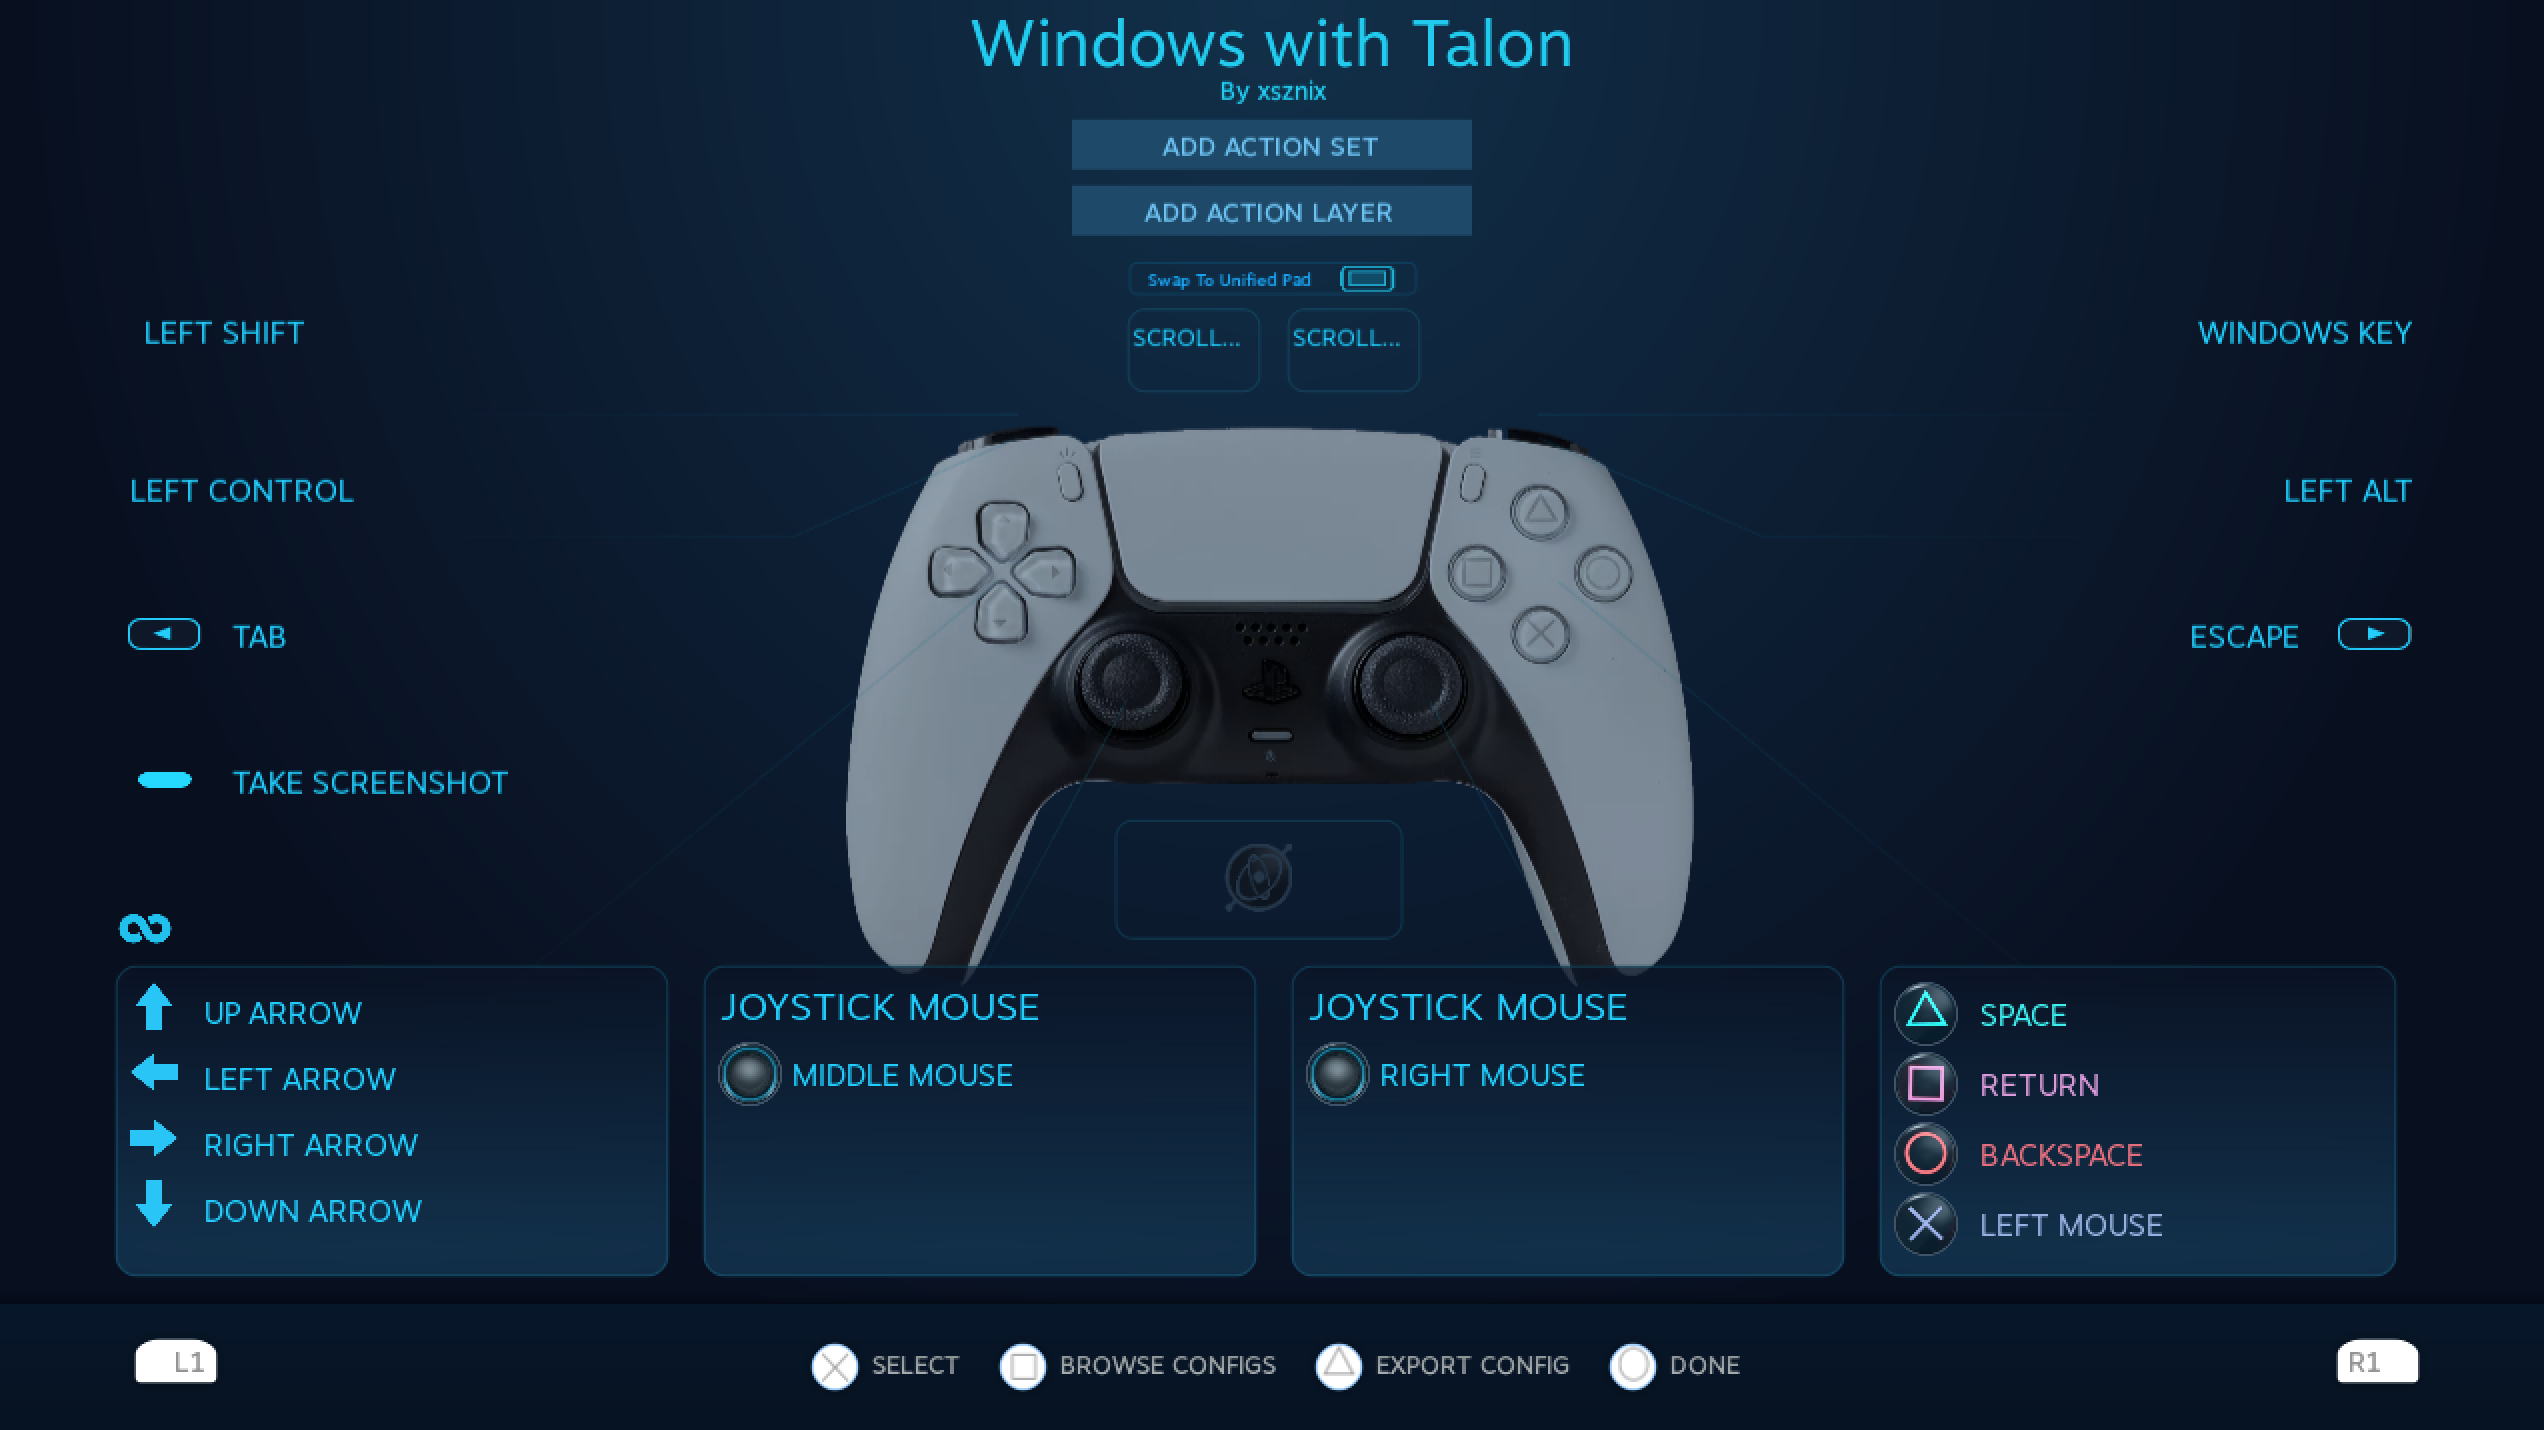 Windows with Talon
By xsznix
ADD ACTION SET
ADD ACTION LAYER
Swap To Unified Pad
SCROLL...
SCROLL...
LEFT SHIFT
WINDOWS KEY
LEFT CONTROL
LEFT ALT
TAB
ESCAPE
TAKE SCREENSHOT
UP ARROW
LEFT ARROW
RIGHT ARROW
DOWN ARROW
JOYSTICK MOUSE
MIDDLE MOUSE
JOYSTICK MOUSE
RIGHT MOUSE
SPACE
RETURN
BACKSPACE
LEFT MOUSE
L1
SELECT
BROWSE CONFIGS
EXPORT CONFIG
DONE
R1